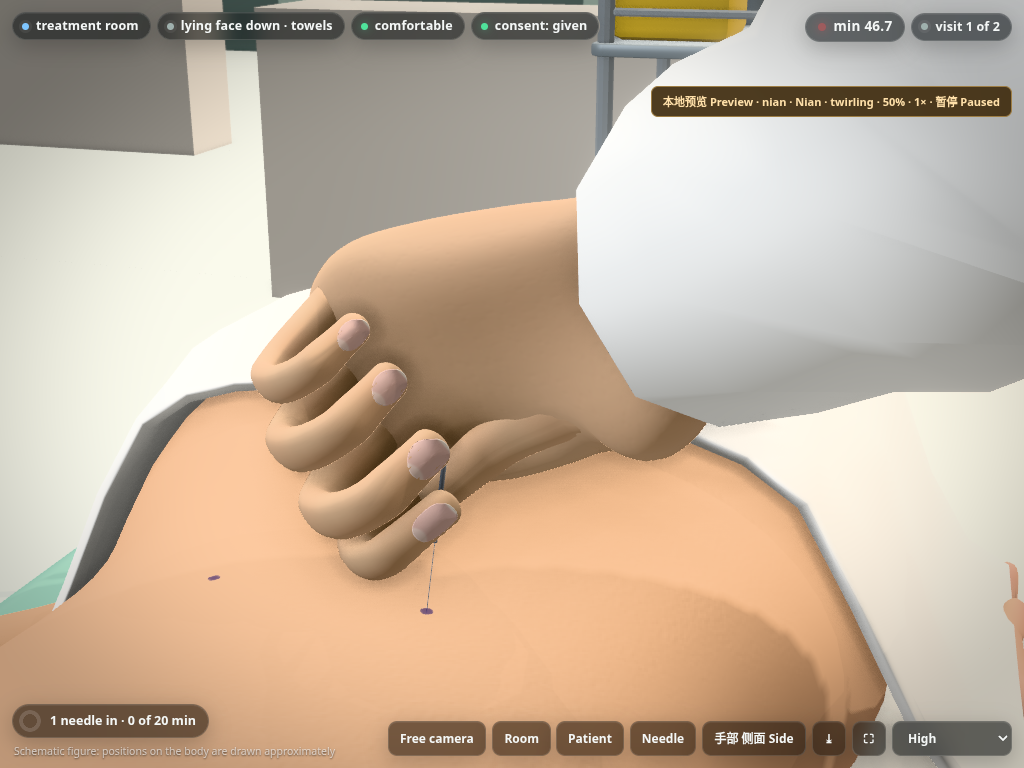 treatment room
lying face down · towels
comfortable
consent: given
min 46.7
visit 1 of 2
本地预览 Preview · nian · Nian · twirling · 50% · 1× · 暂停 Paused
1 needle in · 0 of 20 min
Schematic figure: positions on the body are drawn approximately
Free camera
Room
Patient
Needle
手部 侧面 Side
High